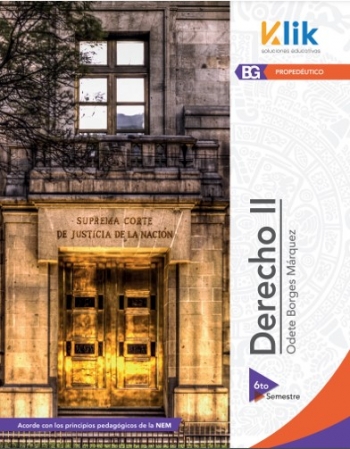 Klik
soluciones educativas
BG PROPEDÉUTICO
SUPREMA CORTE
DE JUSTICIA DE LA NACIÓN
Derecho II
Odete Borges Márquez
6to
Semestre
Acorde con los principios pedagógicos de la NEM